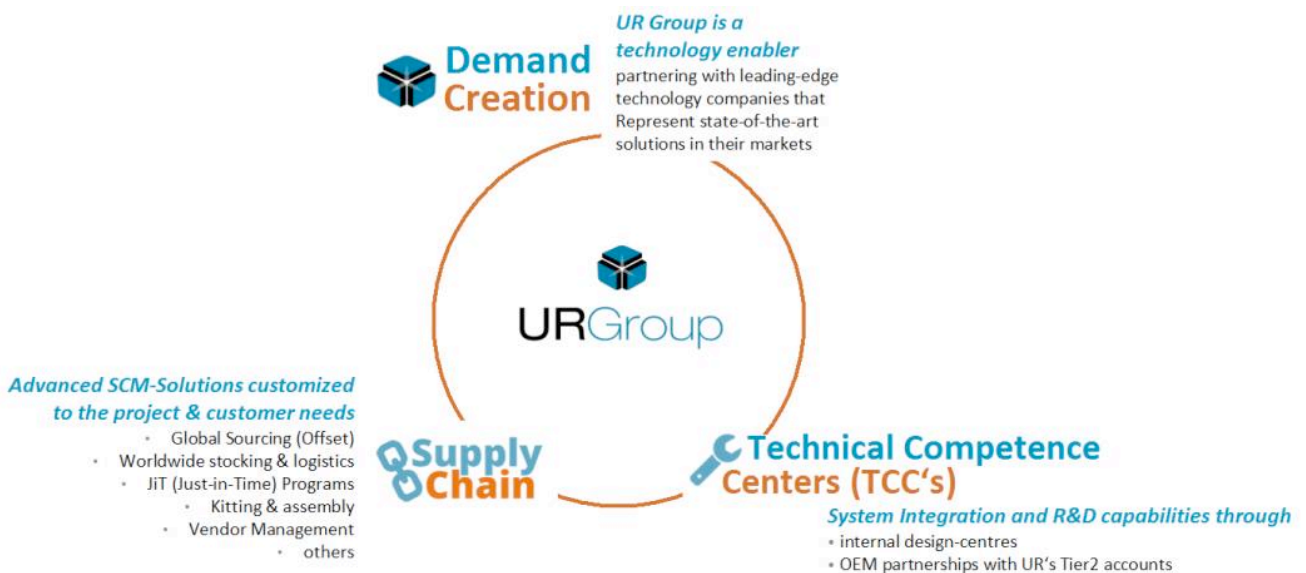 Demand
Creation
UR Group is a
technology enabler
partnering with leading-edge
technology companies that
Represent state-of-the-art
solutions in their markets
URGroup
Advanced SCM-Solutions customized
to the project & customer needs
• Global Sourcing (Offset)
• Worldwide stocking & logistics
• JiT (Just-in-Time) Programs
• Kitting & assembly
• Vendor Management
• others
Supply
Chain
Technical Competence
Centers (TCC‘s)
System Integration and R&D capabilities through
• internal design-centres
• OEM partnerships with UR‘s Tier2 accounts